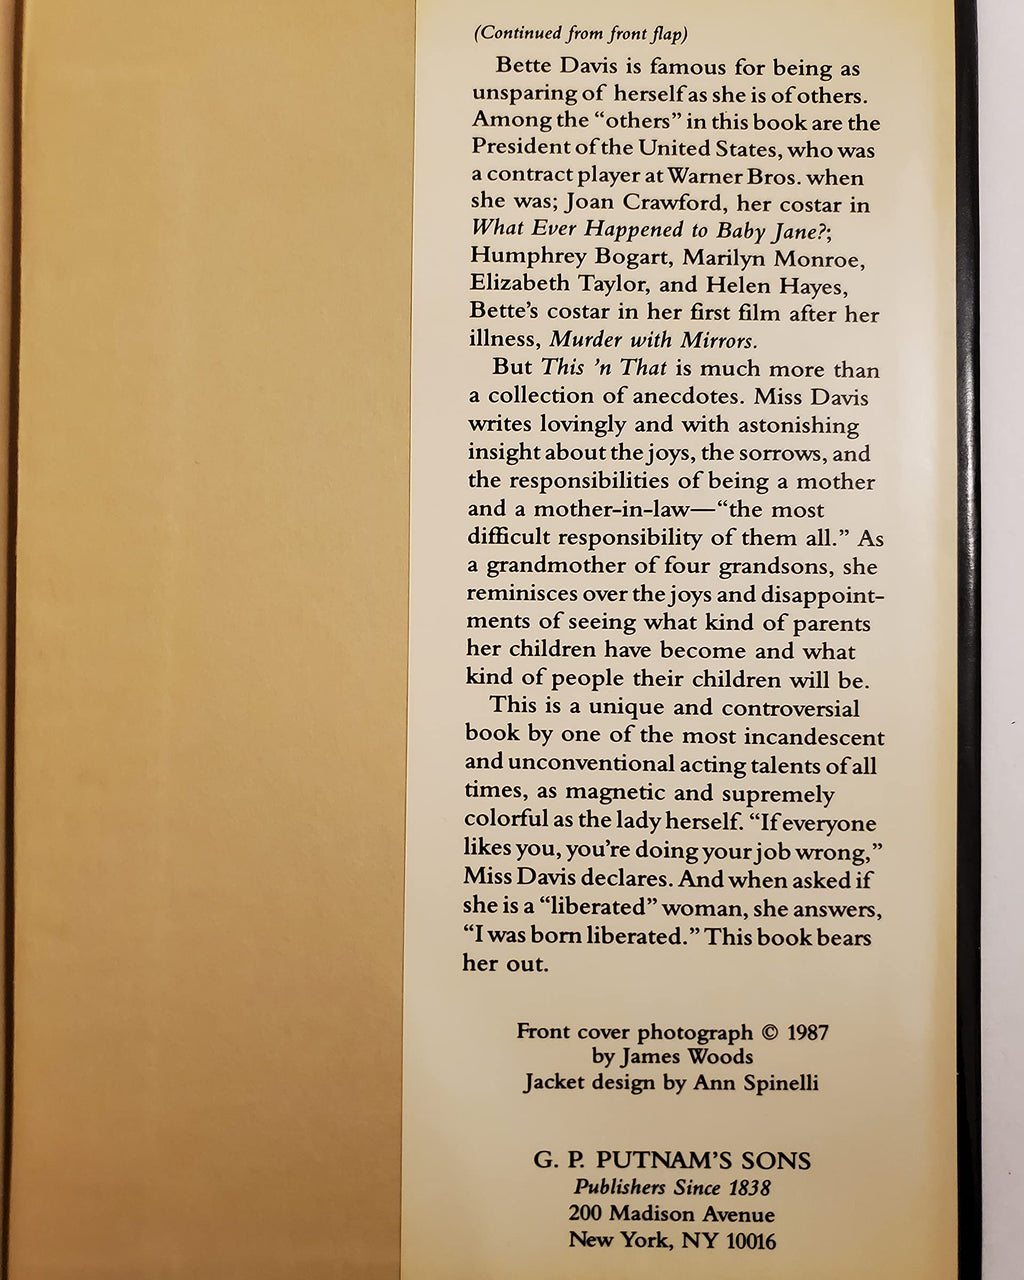 (Continued from front flap)
Bette Davis is famous for being as
unsparing of herself as she is of others.
Among the “others” in this book are the
President of the United States, who was
a contract player at Warner Bros. when
she was; Joan Crawford, her costar in
What Ever Happened to Baby Jane?;
Humphrey Bogart, Marilyn Monroe,
Elizabeth Taylor, and Helen Hayes,
Bette’s costar in her first film after her
illness, Murder with Mirrors.
But This ’n That is much more than
a collection of anecdotes. Miss Davis
writes lovingly and with astonishing
insight about the joys, the sorrows, and
the responsibilities of being a mother
and a mother-in-law—“the most
difficult responsibility of them all.” As
a grandmother of four grandsons, she
reminisces over the joys and disappoint-
ments of seeing what kind of parents
her children have become and what
kind of people their children will be.
This is a unique and controversial
book by one of the most incandescent
and unconventional acting talents of all
times, as magnetic and supremely
colorful as the lady herself. “If everyone
likes you, you’re doing your job wrong,”
Miss Davis declares. And when asked if
she is a “liberated” woman, she answers,
“I was born liberated.” This book bears
her out.
Front cover photograph © 1987
by James Woods
Jacket design by Ann Spinelli
G. P. PUTNAM’S SONS
Publishers Since 1838
200 Madison Avenue
New York, NY 10016